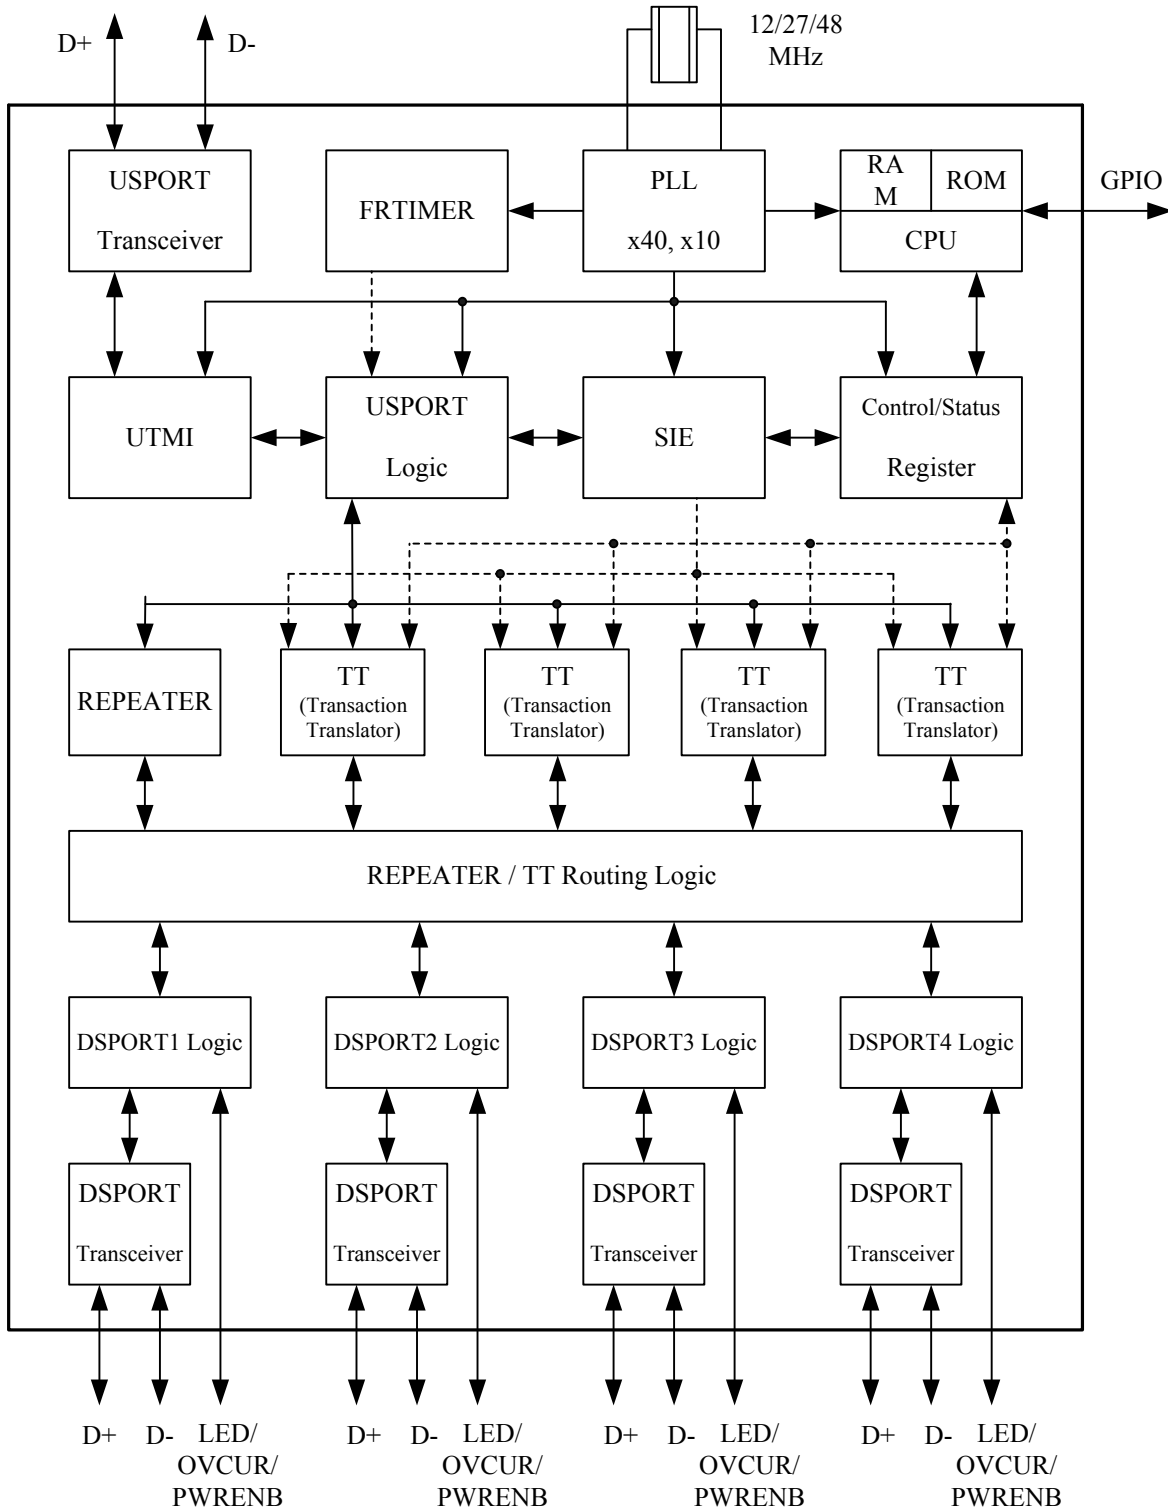 D+
D-
12/27/48
MHz
USPORT
Transceiver
FRTIMER
PLL
x40, x10
RA
M
ROM
CPU
GPIO
UTMI
USPORT
Logic
SIE
Control/Status
Register
REPEATER
TT
(Transaction
Translator)
TT
(Transaction
Translator)
TT
(Transaction
Translator)
TT
(Transaction
Translator)
REPEATER / TT Routing Logic
DSPORT1 Logic
DSPORT2 Logic
DSPORT3 Logic
DSPORT4 Logic
DSPORT
Transceiver
DSPORT
Transceiver
DSPORT
Transceiver
DSPORT
Transceiver
D+
D-
LED/
OVCUR/
PWRENB
D+
D-
LED/
OVCUR/
PWRENB
D+
D-
LED/
OVCUR/
PWRENB
D+
D-
LED/
OVCUR/
PWRENB